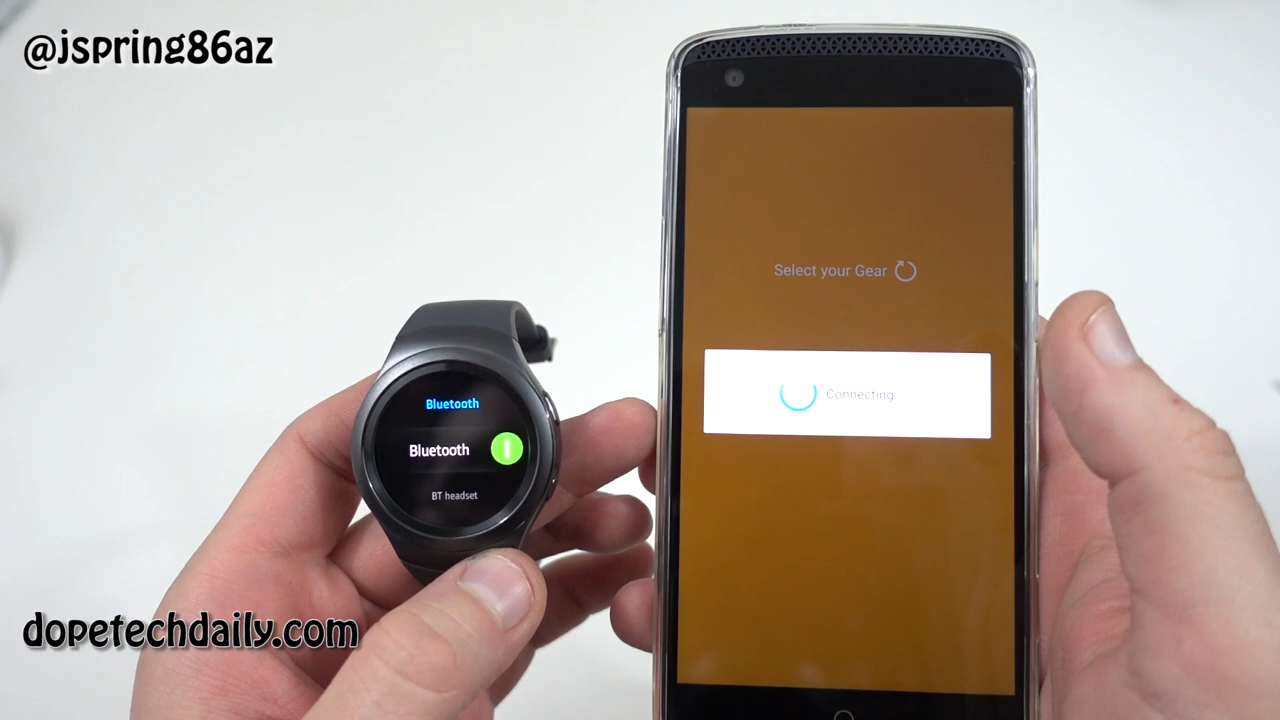 @jspring86az
Select your Gear
Connecting
Bluetooth
Bluetooth
BT headset
dopetechdaily.com